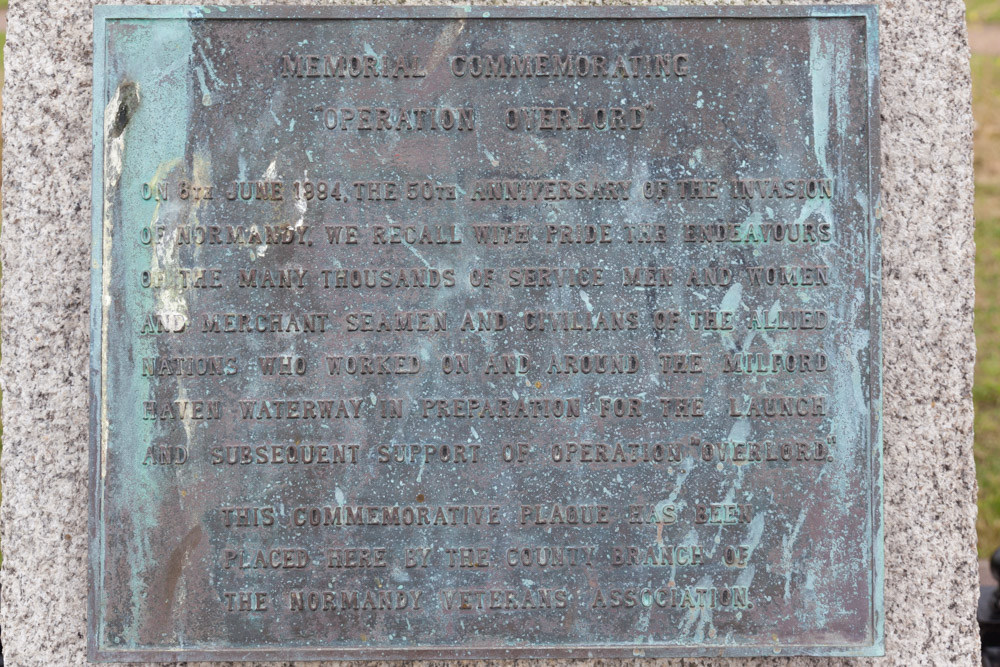 MEMORIAL COMMEMORATING
"OPERATION OVERLORD"
ON 6TH JUNE 1994, THE 50TH ANNIVERSARY OF THE INVASION
OF NORMANDY, WE RECALL WITH PRIDE THE ENDEAVOURS
OF THE MANY THOUSANDS OF SERVICE MEN AND WOMEN
AND MERCHANT SEAMEN AND CIVILIANS OF THE ALLIED
NATIONS WHO WORKED ON AND AROUND THE MILFORD
HAVEN WATERWAY IN PREPARATION FOR THE LAUNCH
AND SUBSEQUENT SUPPORT OF OPERATION "OVERLORD."
THIS COMMEMORATIVE PLAQUE HAS BEEN
PLACED HERE BY THE COUNTY BRANCH OF
THE NORMANDY VETERANS' ASSOCIATION.